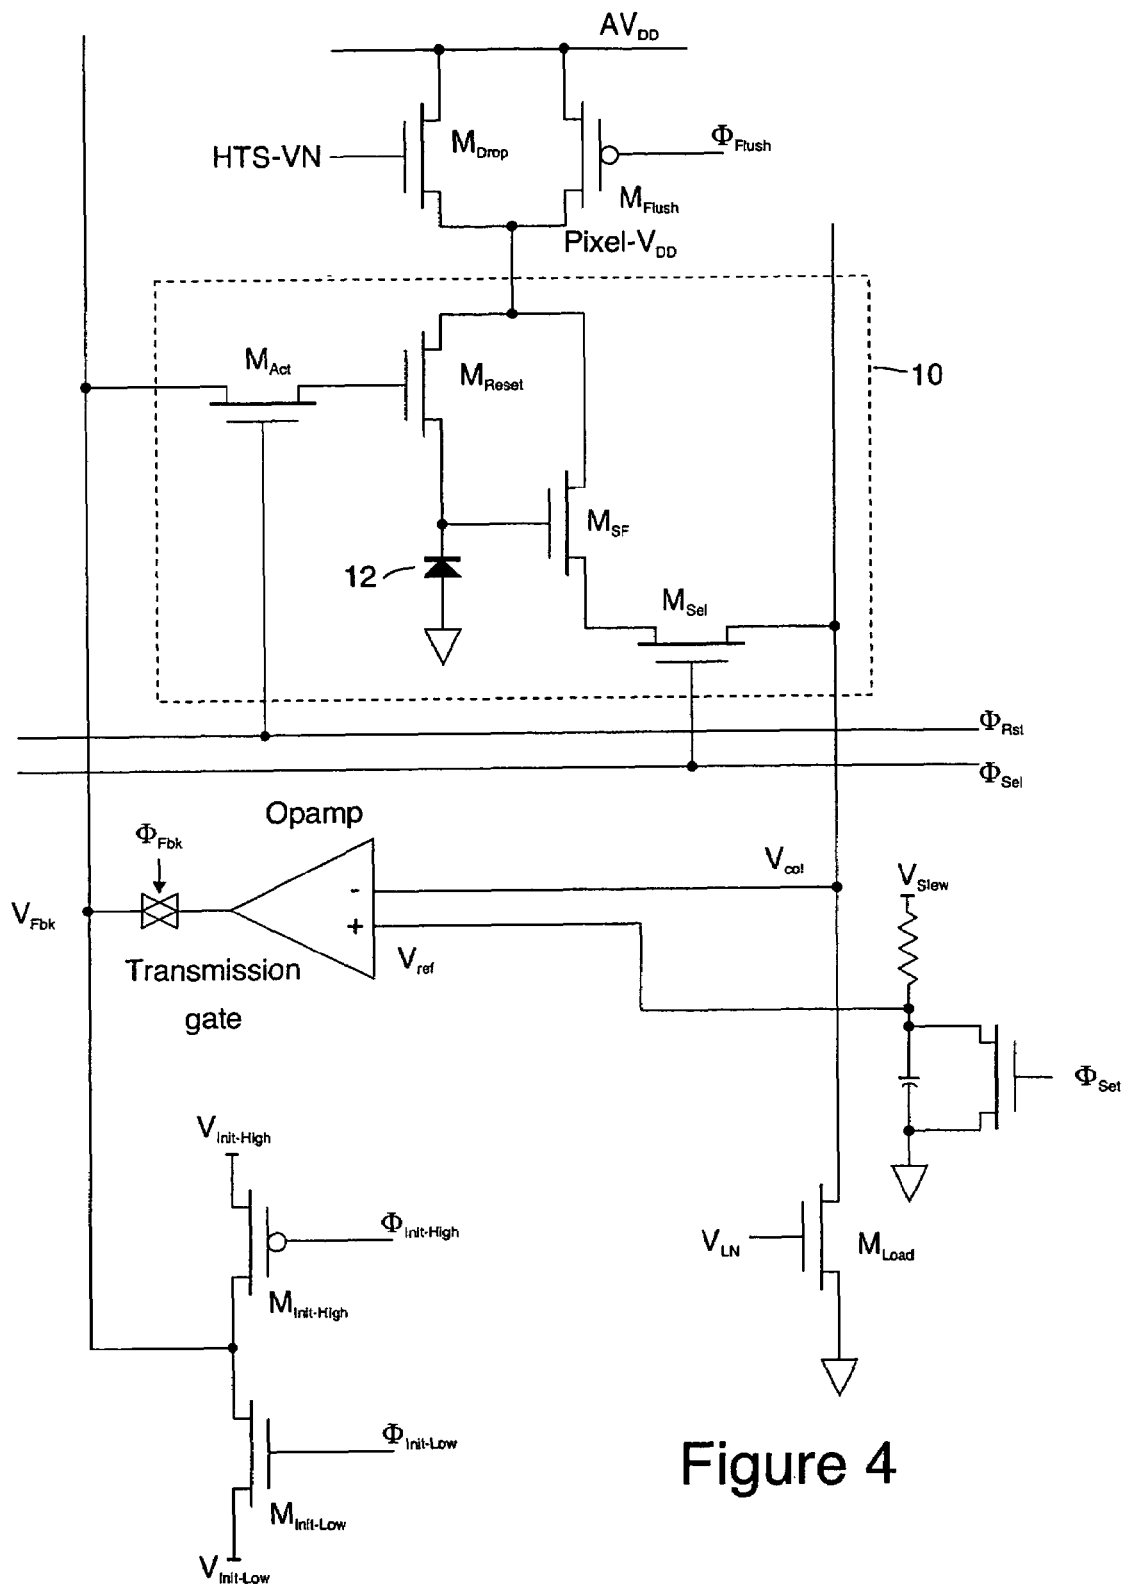 AVDD
HTS-VN
MDrop
ΦFlush
MFlush
Pixel-VDD
MAct
MReset
10
MSF
12
MSel
ΦRst
ΦSel
Opamp
ΦFbk
Vcol
VSlew
VFbk
-
+
Vref
Transmission
gate
ΦSet
VInit-High
ΦInit-High
VLN
MLoad
MInit-High
ΦInit-Low
Figure 4
MInit-Low
VInit-Low